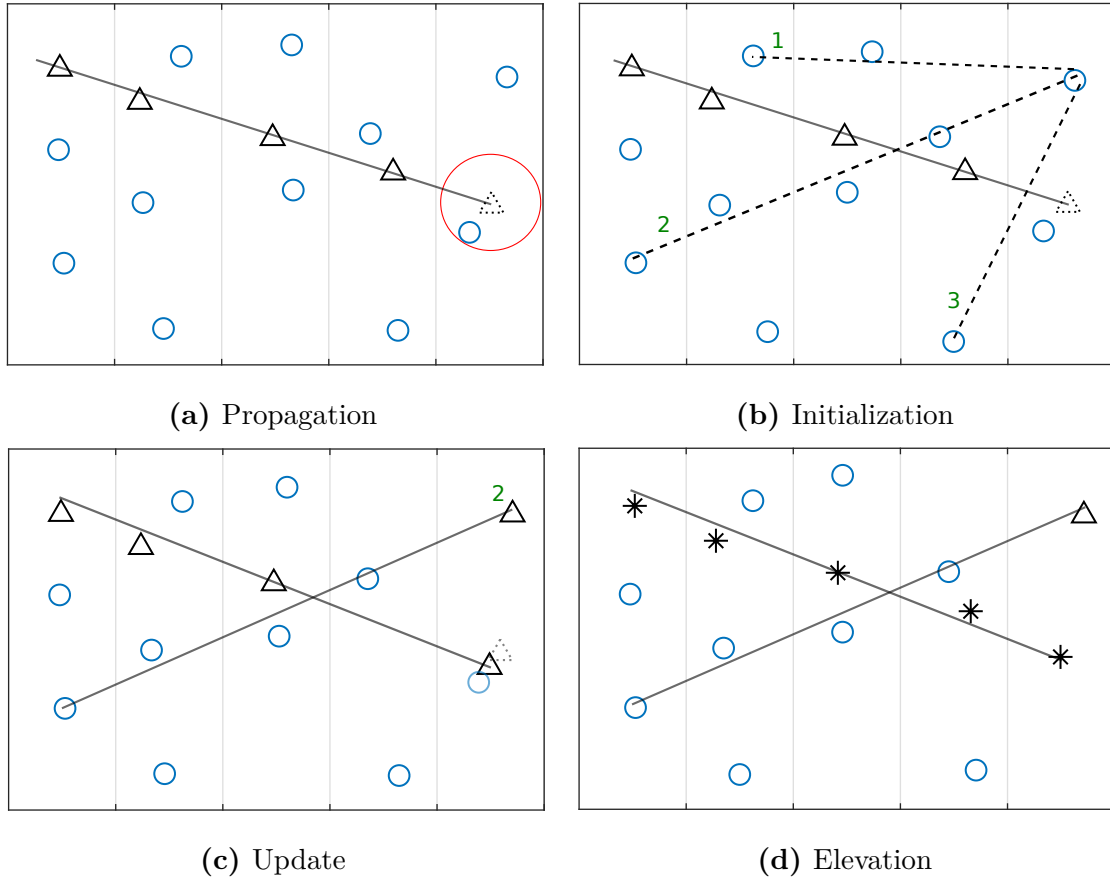 1
2
3
(a) Propagation
(b) Initialization
2
(c) Update
(d) Elevation